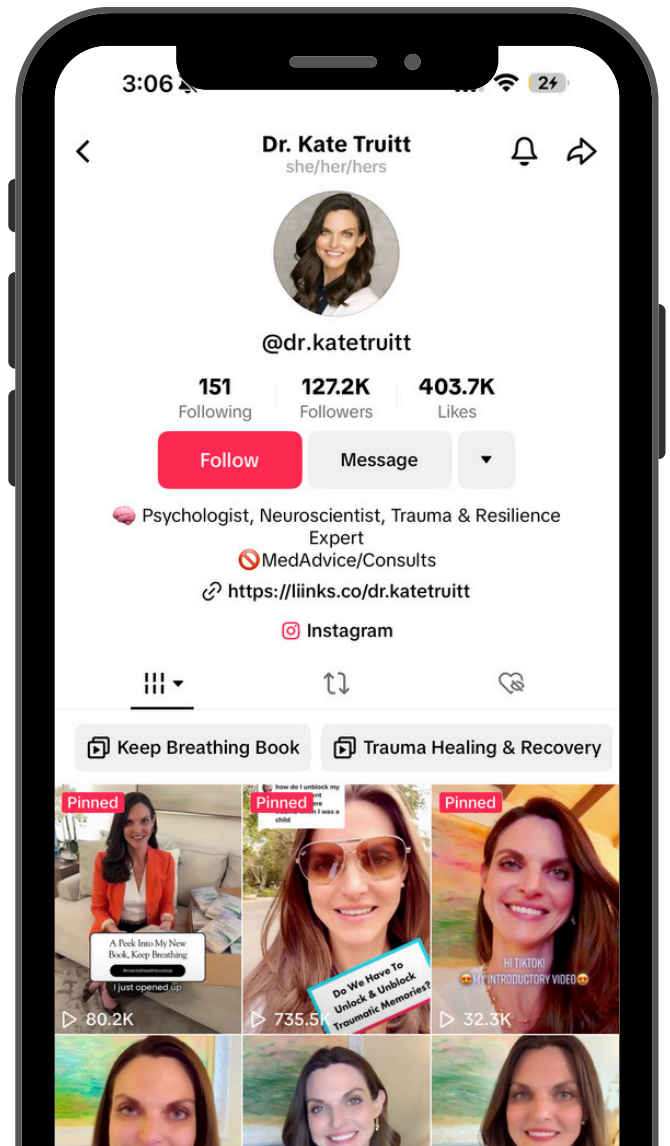 3:06
24
Dr. Kate Truitt
she/her/hers
@dr.katetruitt
151 127.2K 403.7K
Following Followers Likes
Follow Message
🧠 Psychologist, Neuroscientist, Trauma & Resilience
Expert
🚫MedAdvice/Consults
https://liinks.co/dr.katetruitt
Instagram
Keep Breathing Book Trauma Healing & Recovery
Pinned
A Peek Into My New
Book, Keep Breathing
I just opened up
80.2K
how do I unblock my
Pinned
child
Do We Have To
Unlock & Unblock
Traumatic Memories?
735.5K
Pinned
HI TIKTOK!
😍MY INTRODUCTORY VIDEO😍
32.3K